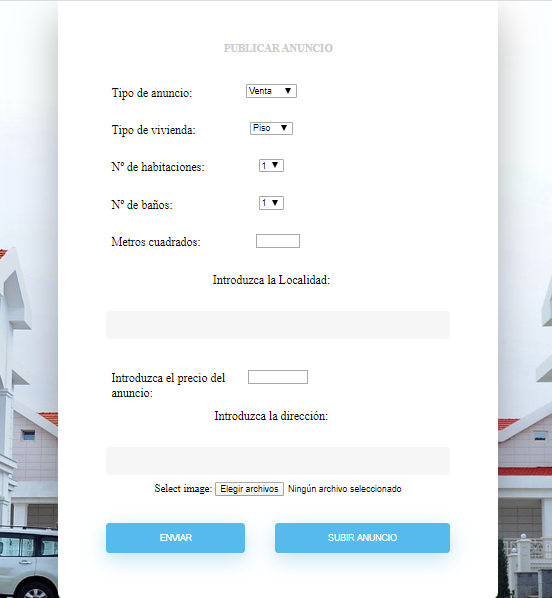 PUBLICAR ANUNCIO
Tipo de anuncio: Venta ▼
Tipo de vivienda: Piso ▼
Nº de habitaciones: 1 ▼
Nº de baños: 1 ▼
Metros cuadrados:
Introduzca la Localidad:
Introduzca el precio del
anuncio:
Introduzca la dirección:
Select image: Elegir archivos Ningún archivo seleccionado
ENVIAR SUBIR ANUNCIO